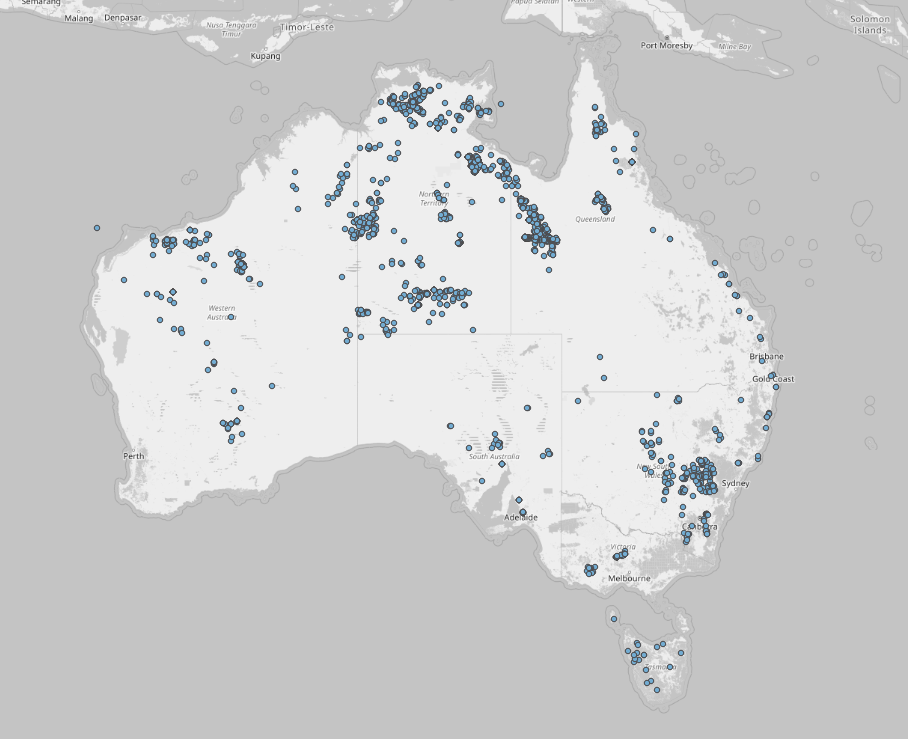 Semarang
Malang
Denpasar
Nusa Tenggara
Timur
Timor-Leste
Kupang
Papua Selatan
Western
Port Moresby
Milne Bay
Solomon
Islands
Northern
Territory
Queensland
Western
Australia
Brisbane
Gold Coast
Perth
South Australia
New South
Wales
Sydney
Adelaide
Canberra
Victoria
Melbourne
Tasmania